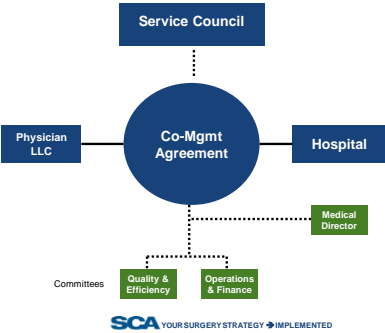 Service Council
Physician
LLC
Co-Mgmt
Agreement
Hospital
Medical
Director
Committees
Quality &
Efficiency
Operations
& Finance
SCA YOUR SURGERY STRATEGY ➔ IMPLEMENTED